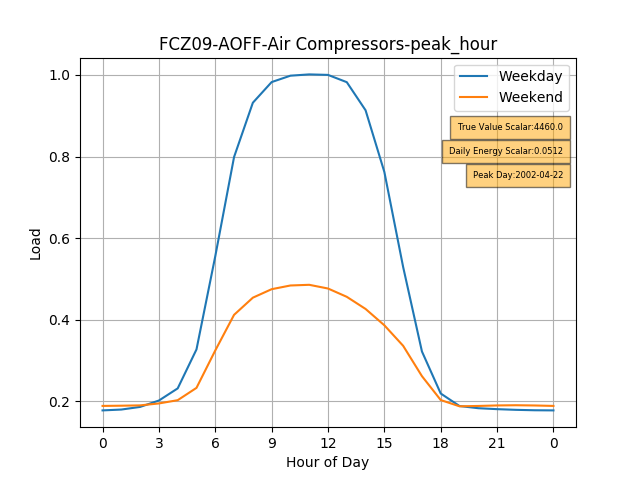 FCZ09-AOFF-Air Compressors-peak_hour
Weekday
Weekend
True Value Scalar:4460.0
Daily Energy Scalar:0.0512
Peak Day:2002-04-22
Load
1.0
0.8
0.6
0.4
0.2
0 3 6 9 12 15 18 21 0
Hour of Day